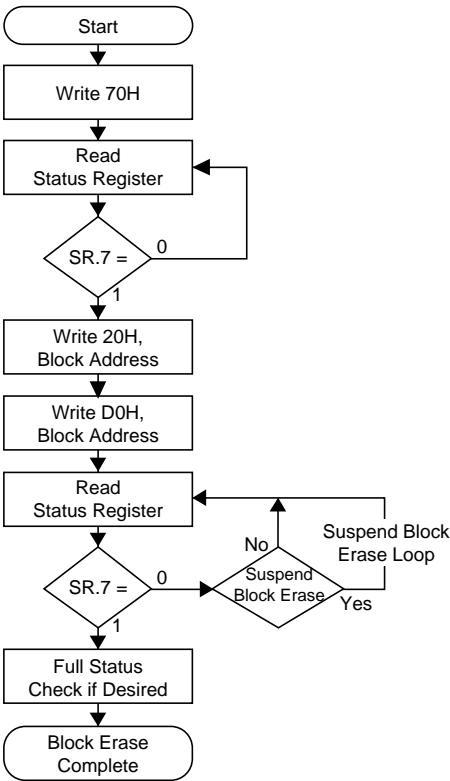 Start
Write 70H
Read
Status Register
SR.7 =
0
1
Write 20H,
Block Address
Write D0H,
Block Address
Read
Status Register
No
Suspend Block
Erase Loop
SR.7 =
0
Suspend
Block Erase
Yes
1
Full Status
Check if Desired
Block Erase
Complete